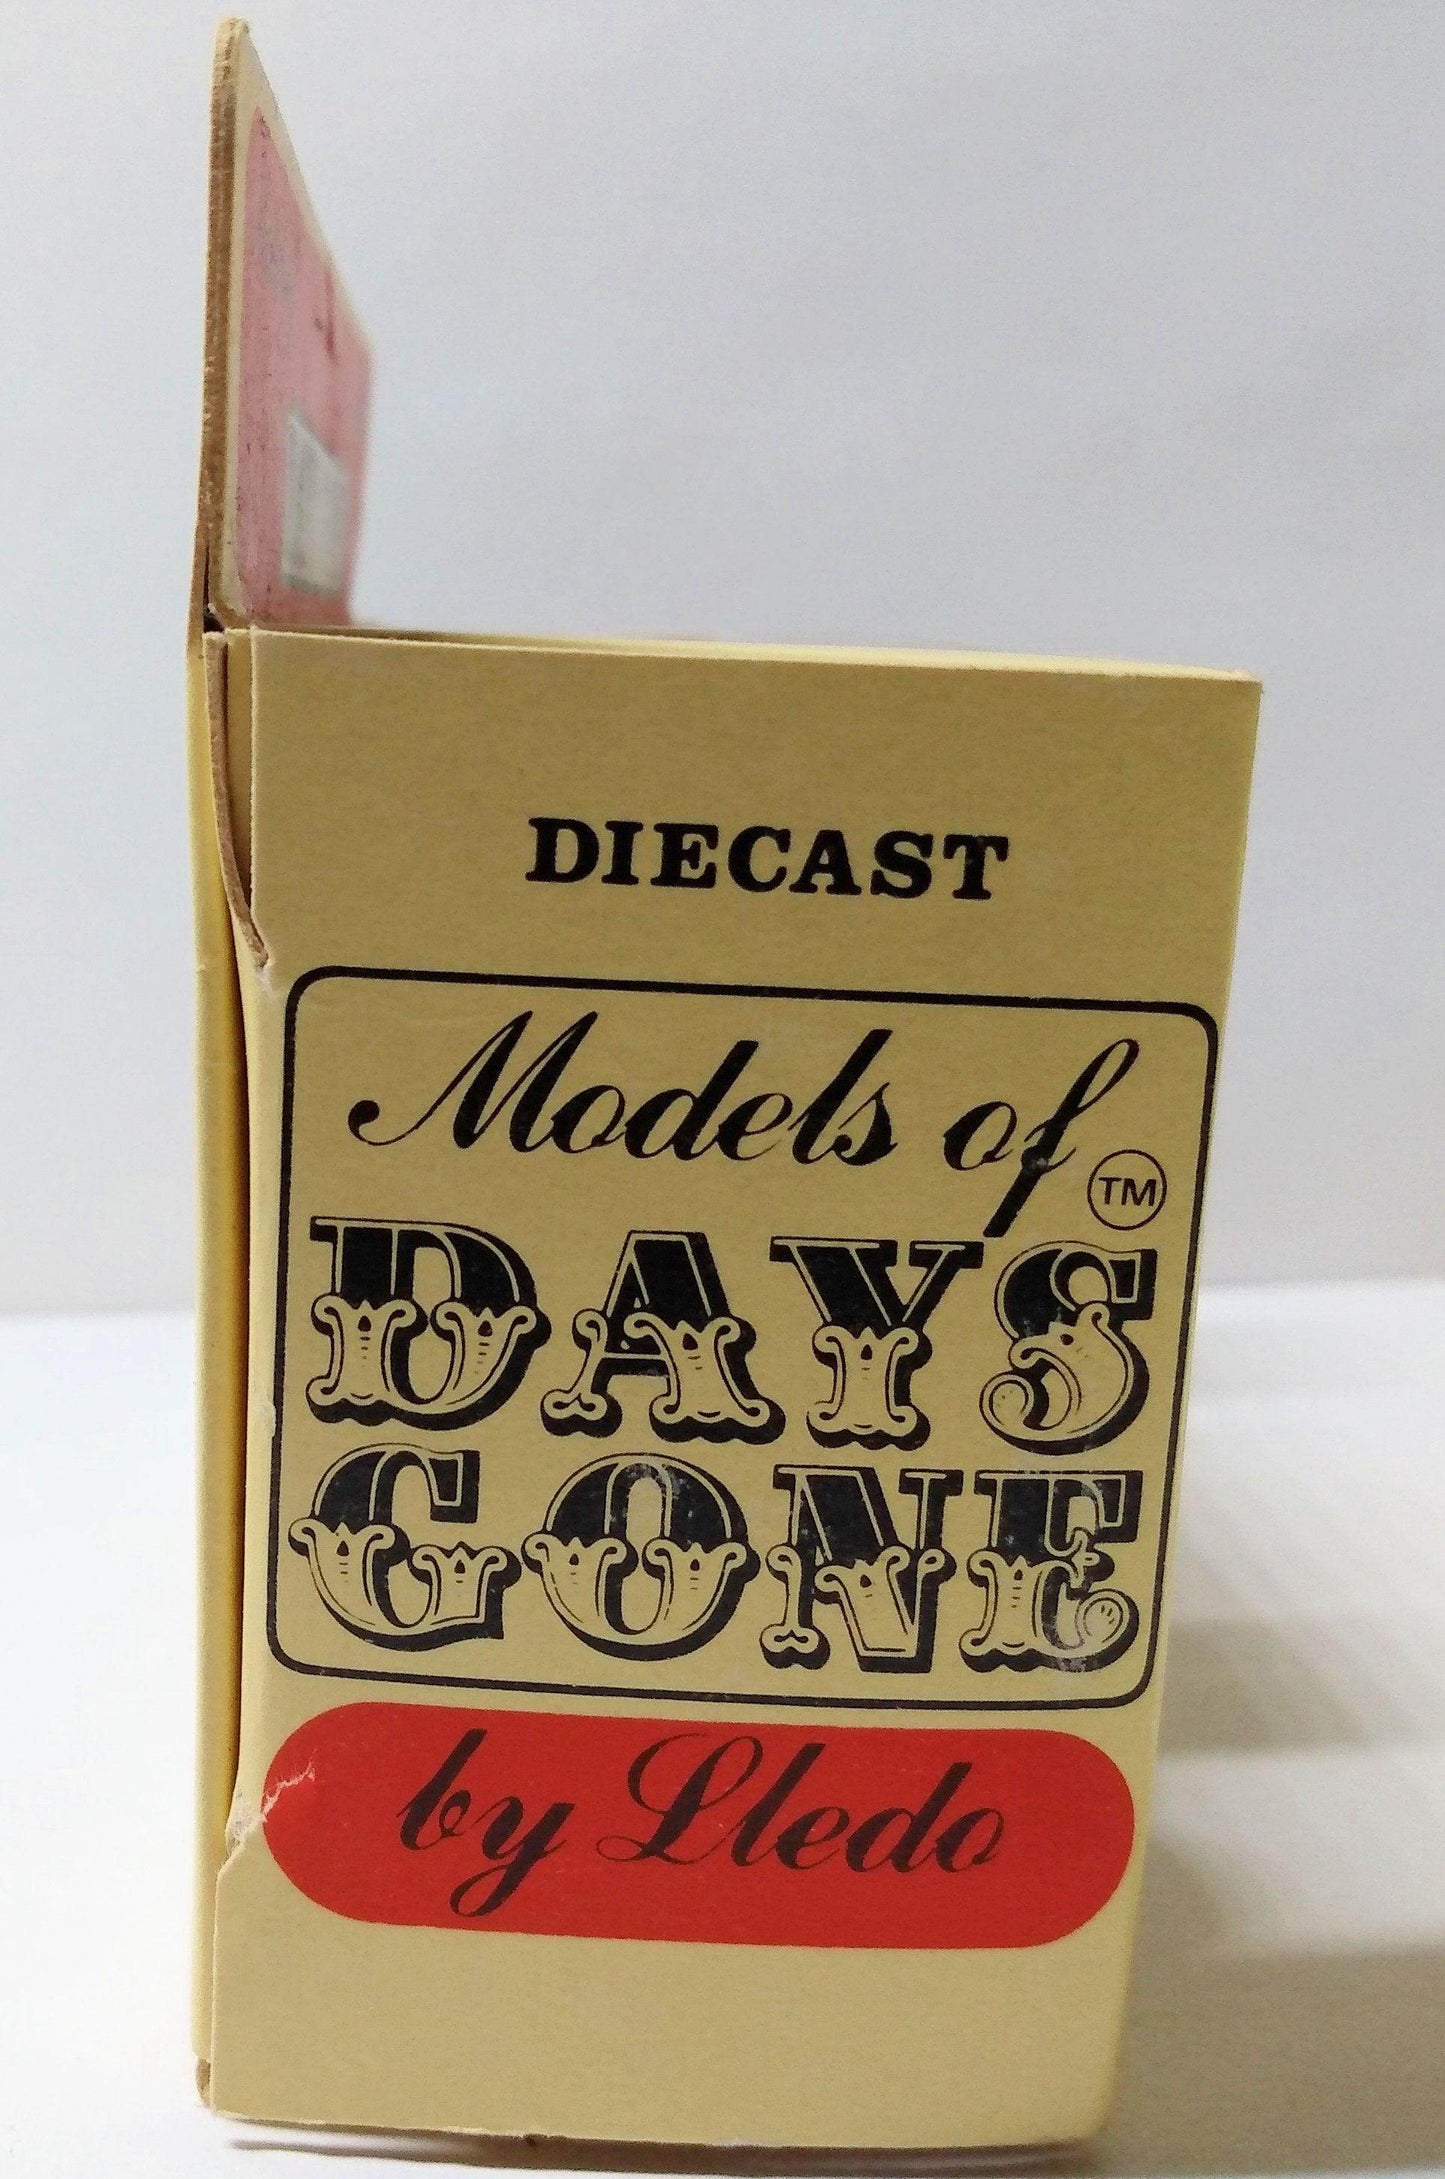 DIECAST
Models of
TM
DAYS
GONE
by Lledo